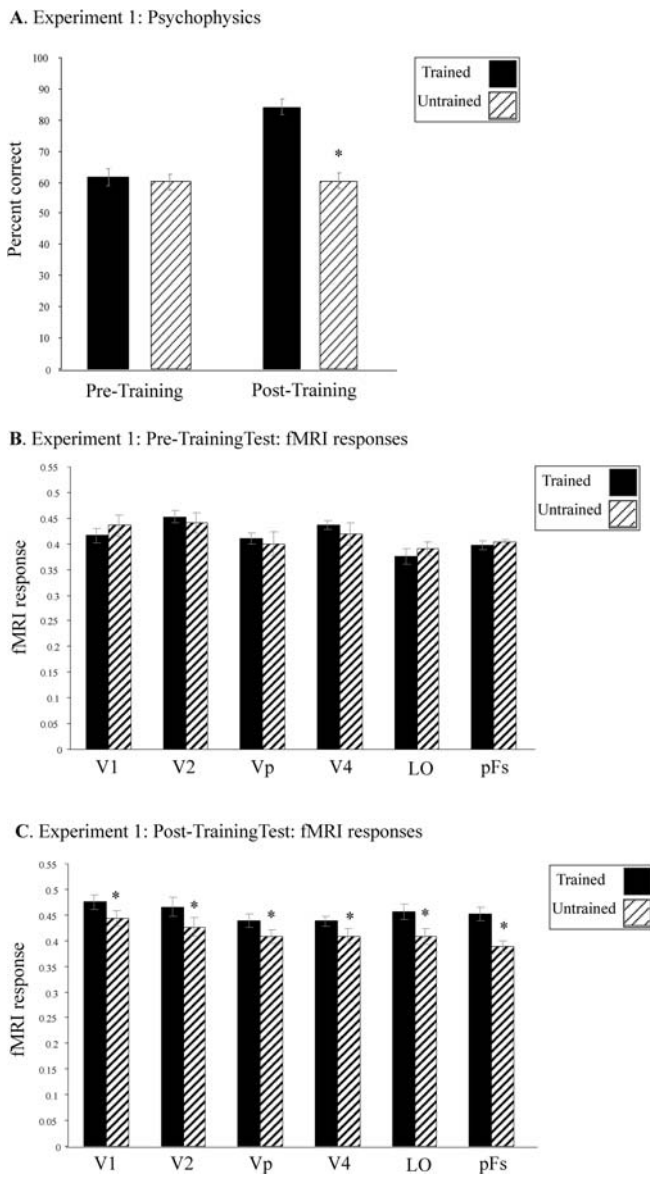 A. Experiment 1: Psychophysics
Trained
Untrained
100
90
80
70
60
50
40
30
20
10
0
Percent correct
*
Pre-Training
Post-Training
B. Experiment 1: Pre-TrainingTest: fMRI responses
Trained
Untrained
0.55
0.5
0.45
0.4
0.35
0.3
0.25
0.2
0.15
0.1
0.05
0
fMRI response
V1 V2 Vp V4 LO pFs
C. Experiment 1: Post-TrainingTest: fMRI responses
Trained
Untrained
0.55
0.5
0.45
0.4
0.35
0.3
0.25
0.2
0.15
0.1
0.05
0
fMRI response
* * * * * *
V1 V2 Vp V4 LO pFs